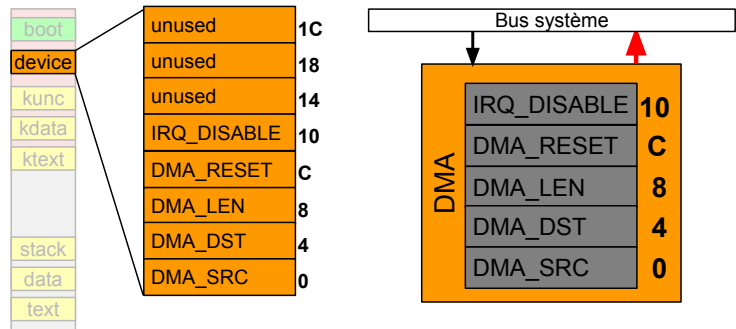 boot
device
kunc
kdata
ktext
stack
data
text
unused 1C
unused 18
unused 14
IRQ_DISABLE 10
DMA_RESET C
DMA_LEN 8
DMA_DST 4
DMA_SRC 0
Bus système
DMA
IRQ_DISABLE 10
DMA_RESET C
DMA_LEN 8
DMA_DST 4
DMA_SRC 0